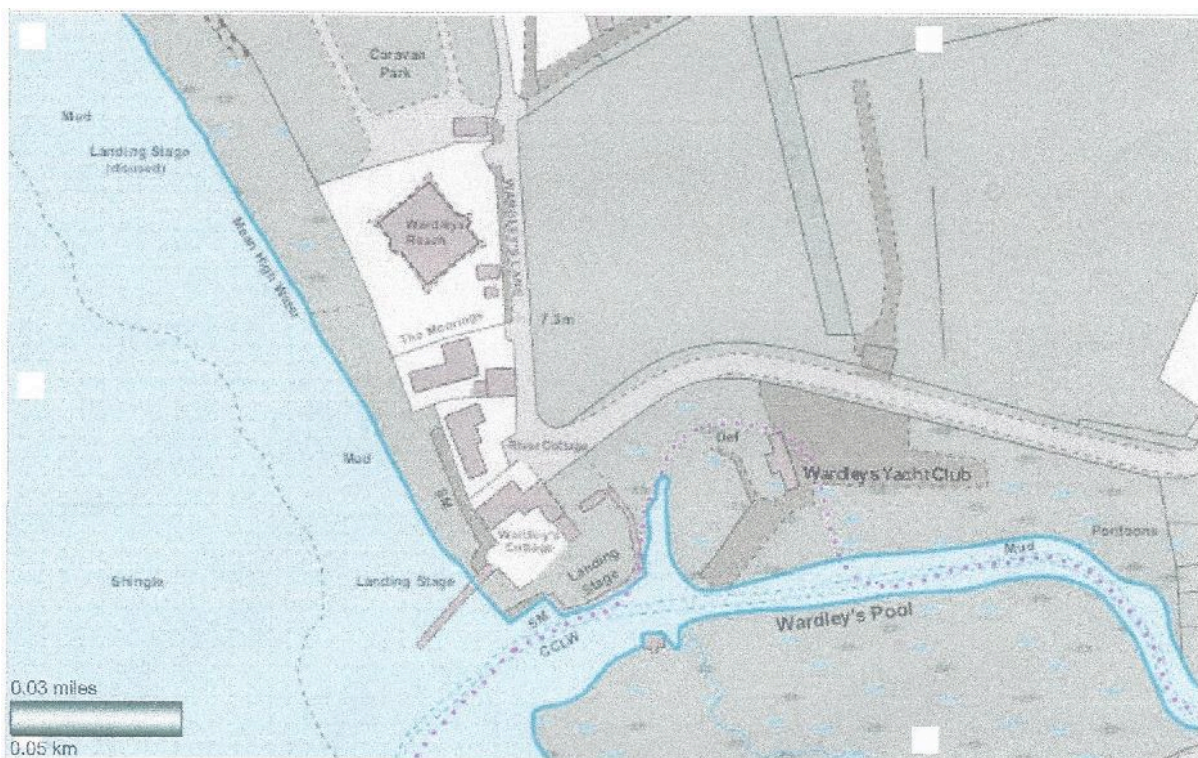 Caravan
Park
Mud
Landing Stage
(disused)
WARDLEY'S LANE
Wardleys
Reach
Mean High Water
7.3m
The Moorings
River Cottage
Def
Mud
SM
Wardleys Yacht Club
Wardley's
Cottage
Pontoons
Mud
Landing
Stage
Shingle
Landing Stage
SM
CCLW
Wardley's Pool
0.03 miles
0.05 km